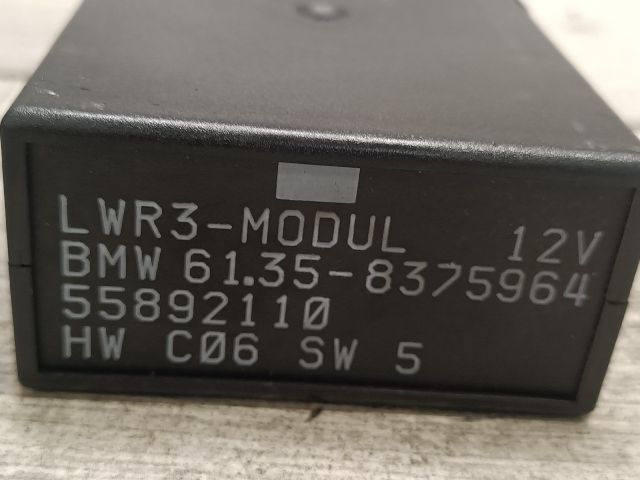 LWR3-MODUL 12V
BMW 61.35-8375964
55892110
HW C06 SW 5